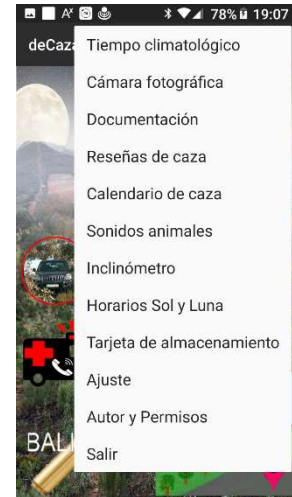 78% 19:07
deCaza
Tiempo climatológico
Cámara fotográfica
Documentación
Reseñas de caza
Calendario de caza
Sonidos animales
Inclinómetro
Horarios Sol y Luna
Tarjeta de almacenamiento
Ajuste
Autor y Permisos
Salir
BALI